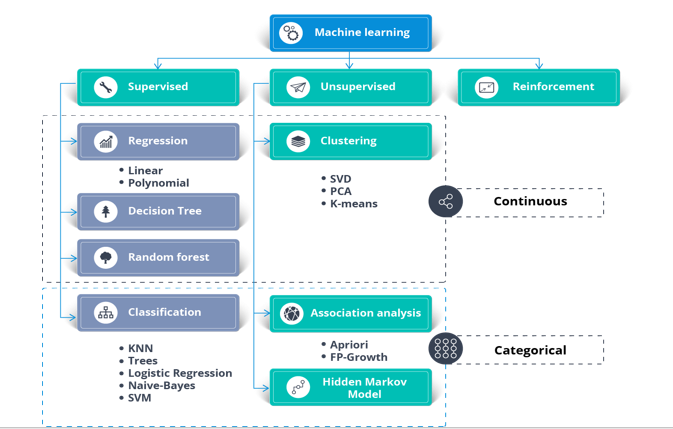 Machine learning
Supervised
Unsupervised
Reinforcement
Regression
• Linear
• Polynomial
Decision Tree
Random forest
Clustering
• SVD
• PCA
• K-means
Continuous
Classification
• KNN
• Trees
• Logistic Regression
• Naive-Bayes
• SVM
Association analysis
• Apriori
• FP-Growth
Hidden Markov
Model
Categorical